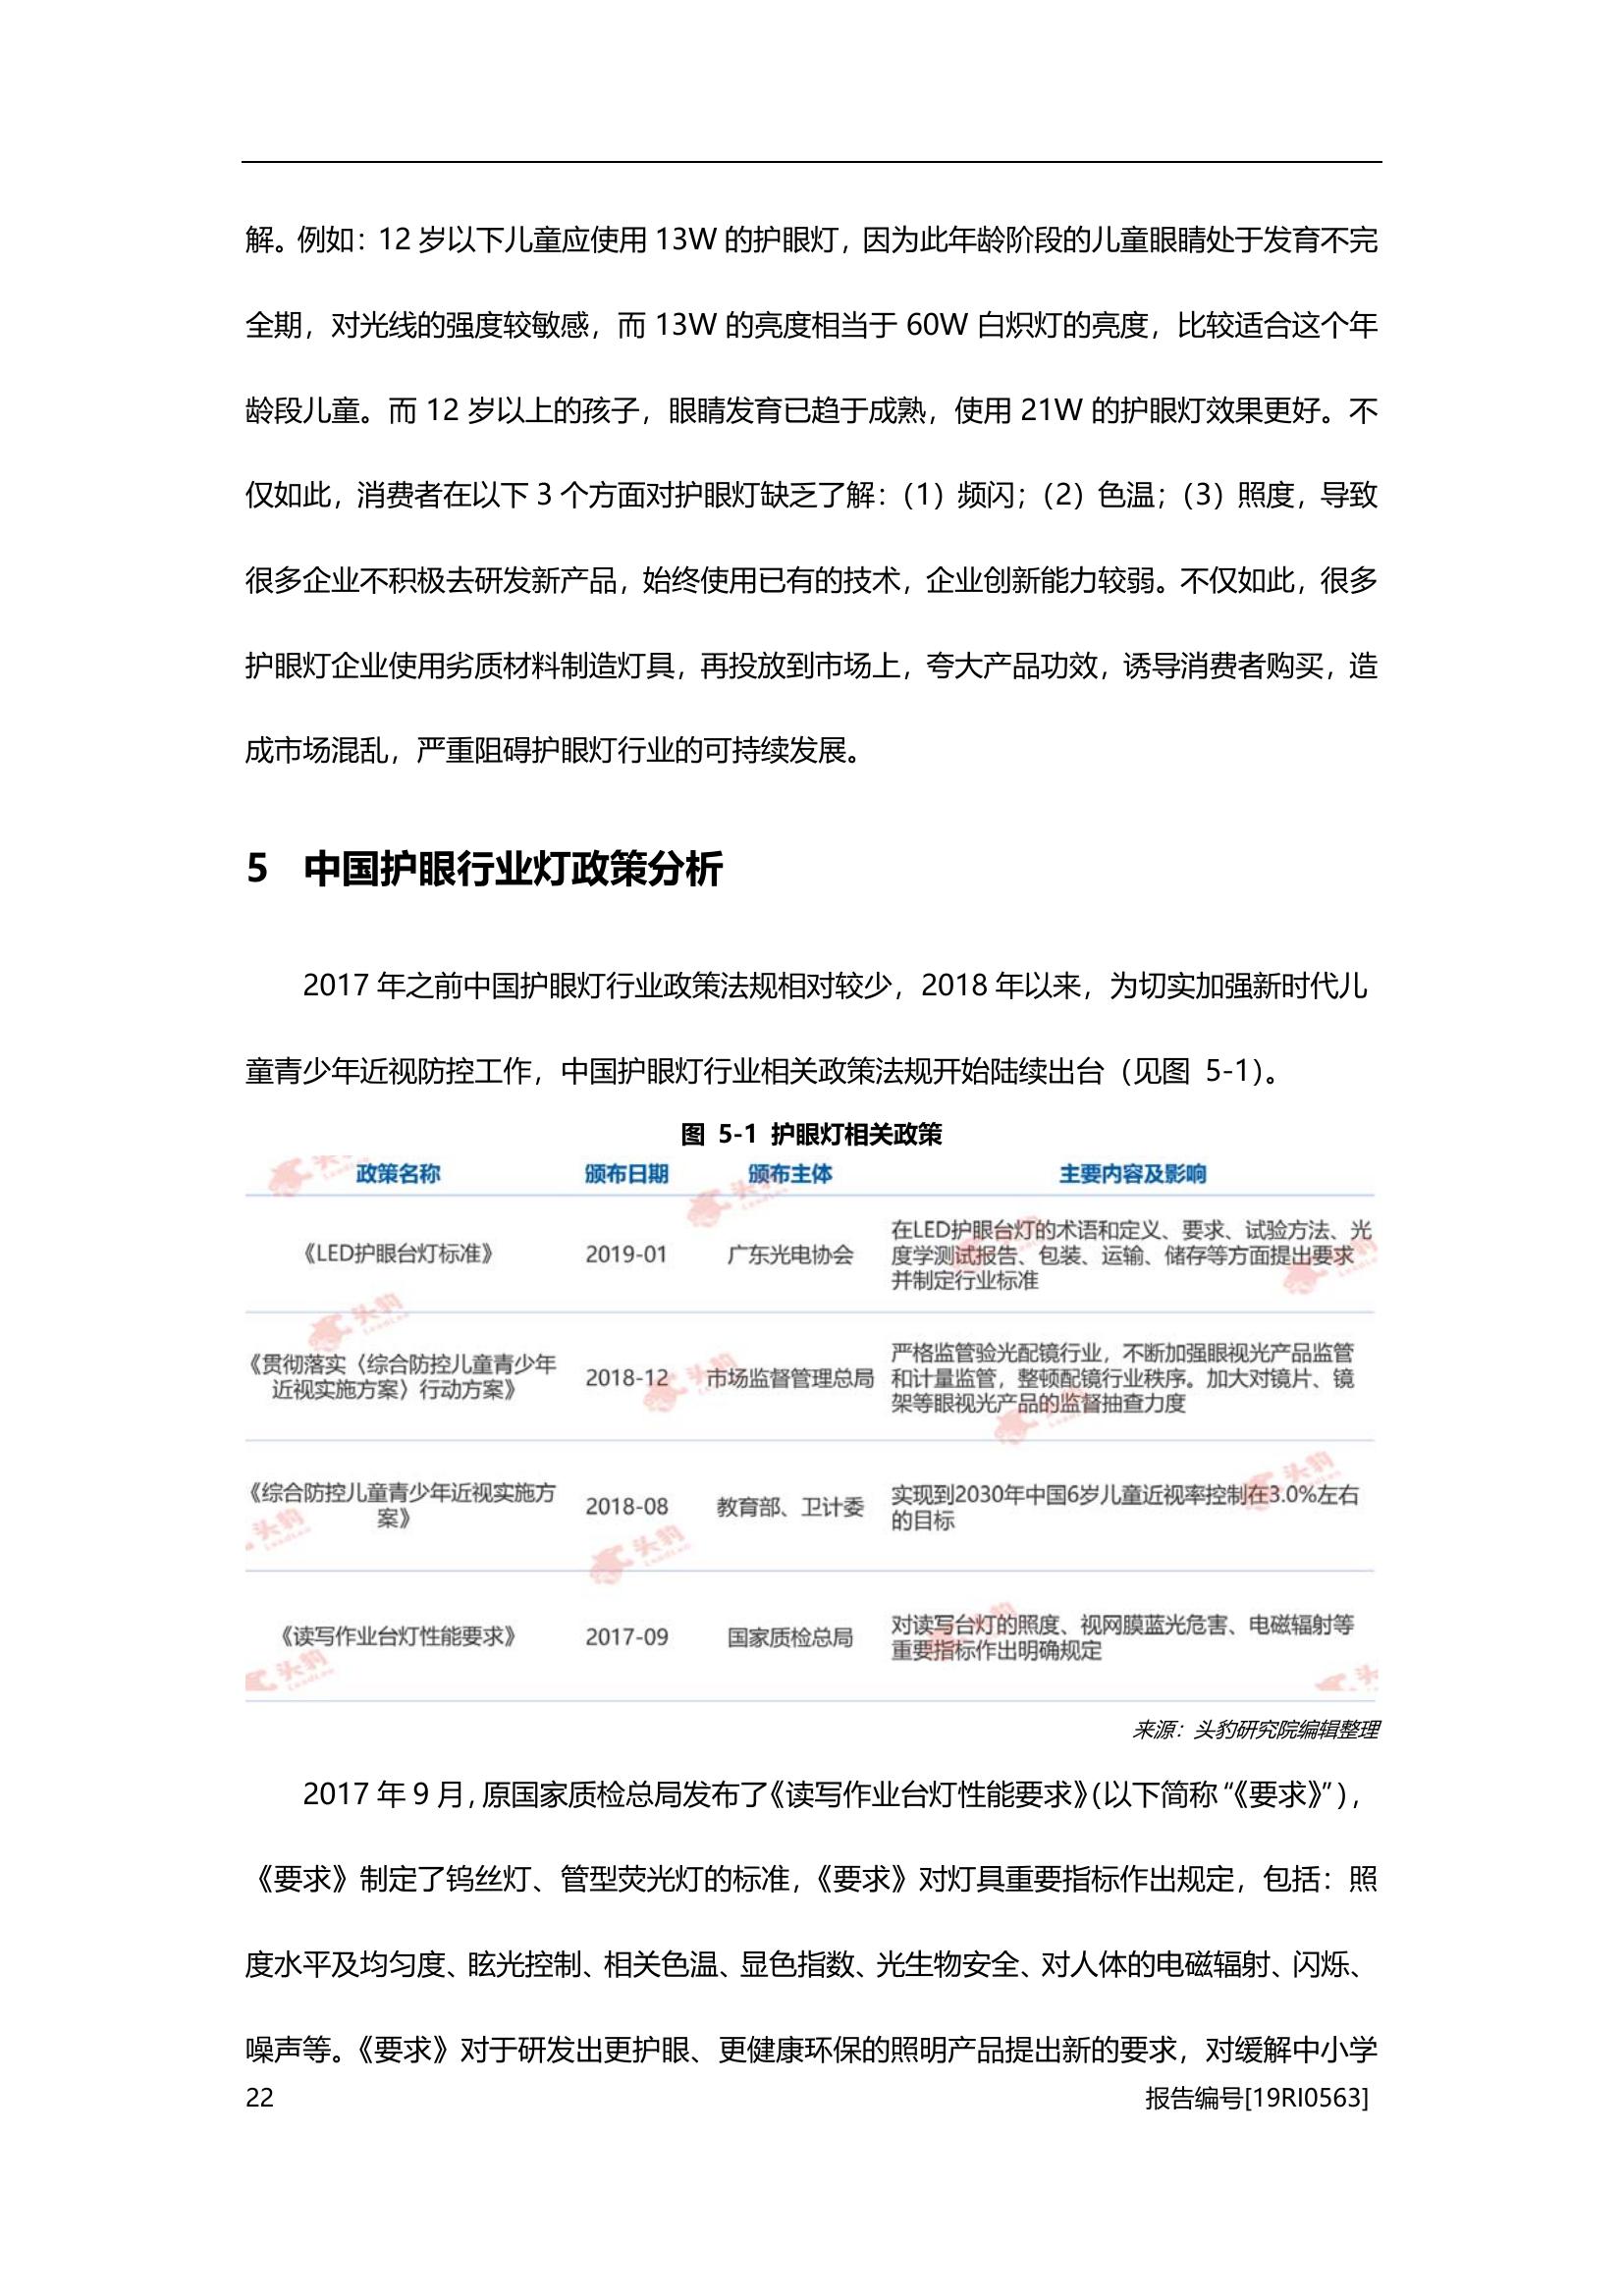 解。例如：12 岁以下儿童应使用 13W 的护眼灯，因为此年龄阶段的儿童眼睛处于发育不完
全期，对光线的强度较敏感，而 13W 的亮度相当于 60W 白炽灯的亮度，比较适合这个年
龄段儿童。而 12 岁以上的孩子，眼睛发育已趋于成熟，使用 21W 的护眼灯效果更好。不
仅如此，消费者在以下 3 个方面对护眼灯缺乏了解：（1）频闪；（2）色温；（3）照度，导致
很多企业不积极去研发新产品，始终使用已有的技术，企业创新能力较弱。不仅如此，很多
护眼灯企业使用劣质材料制造灯具，再投放到市场上，夸大产品功效，诱导消费者购买，造
成市场混乱，严重阻碍护眼灯行业的可持续发展。
5 中国护眼行业灯政策分析
2017 年之前中国护眼灯行业政策法规相对较少，2018 年以来，为切实加强新时代儿
童青少年近视防控工作，中国护眼灯行业相关政策法规开始陆续出台（见图 5-1）。
图 5-1 护眼灯相关政策
政策名称 颁布日期 颁布主体 主要内容及影响
《LED护眼台灯标准》 2019-01 广东光电协会
在LED护眼台灯的术语和定义、要求、试验方法、光
度学测试报告、包装、运输、储存等方面提出要求
并制定行业标准
《贯彻落实〈综合防控儿童青少年
近视实施方案〉行动方案》
2018-12 市场监督管理总局
严格监管验光配镜行业，不断加强眼视光产品监管
和计量监管，整顿配镜行业秩序。加大对镜片、镜
架等眼视光产品的监督抽查力度
《综合防控儿童青少年近视实施方
案》
2018-08 教育部、卫计委
实现到2030年中国6岁儿童近视率控制在3.0%左右
的目标
《读写作业台灯性能要求》 2017-09 国家质检总局
对读写台灯的照度、视网膜蓝光危害、电磁辐射等
重要指标作出明确规定
来源：头豹研究院编辑整理
2017 年 9 月，原国家质检总局发布了《读写作业台灯性能要求》（以下简称“《要求》”），
《要求》制定了钨丝灯、管型荧光灯的标准，《要求》对灯具重要指标作出规定，包括：照
度水平及均匀度、眩光控制、相关色温、显色指数、光生物安全、对人体的电磁辐射、闪烁、
噪声等。《要求》对于研发出更护眼、更健康环保的照明产品提出新的要求，对缓解中小学
22 报告编号[19RI0563]